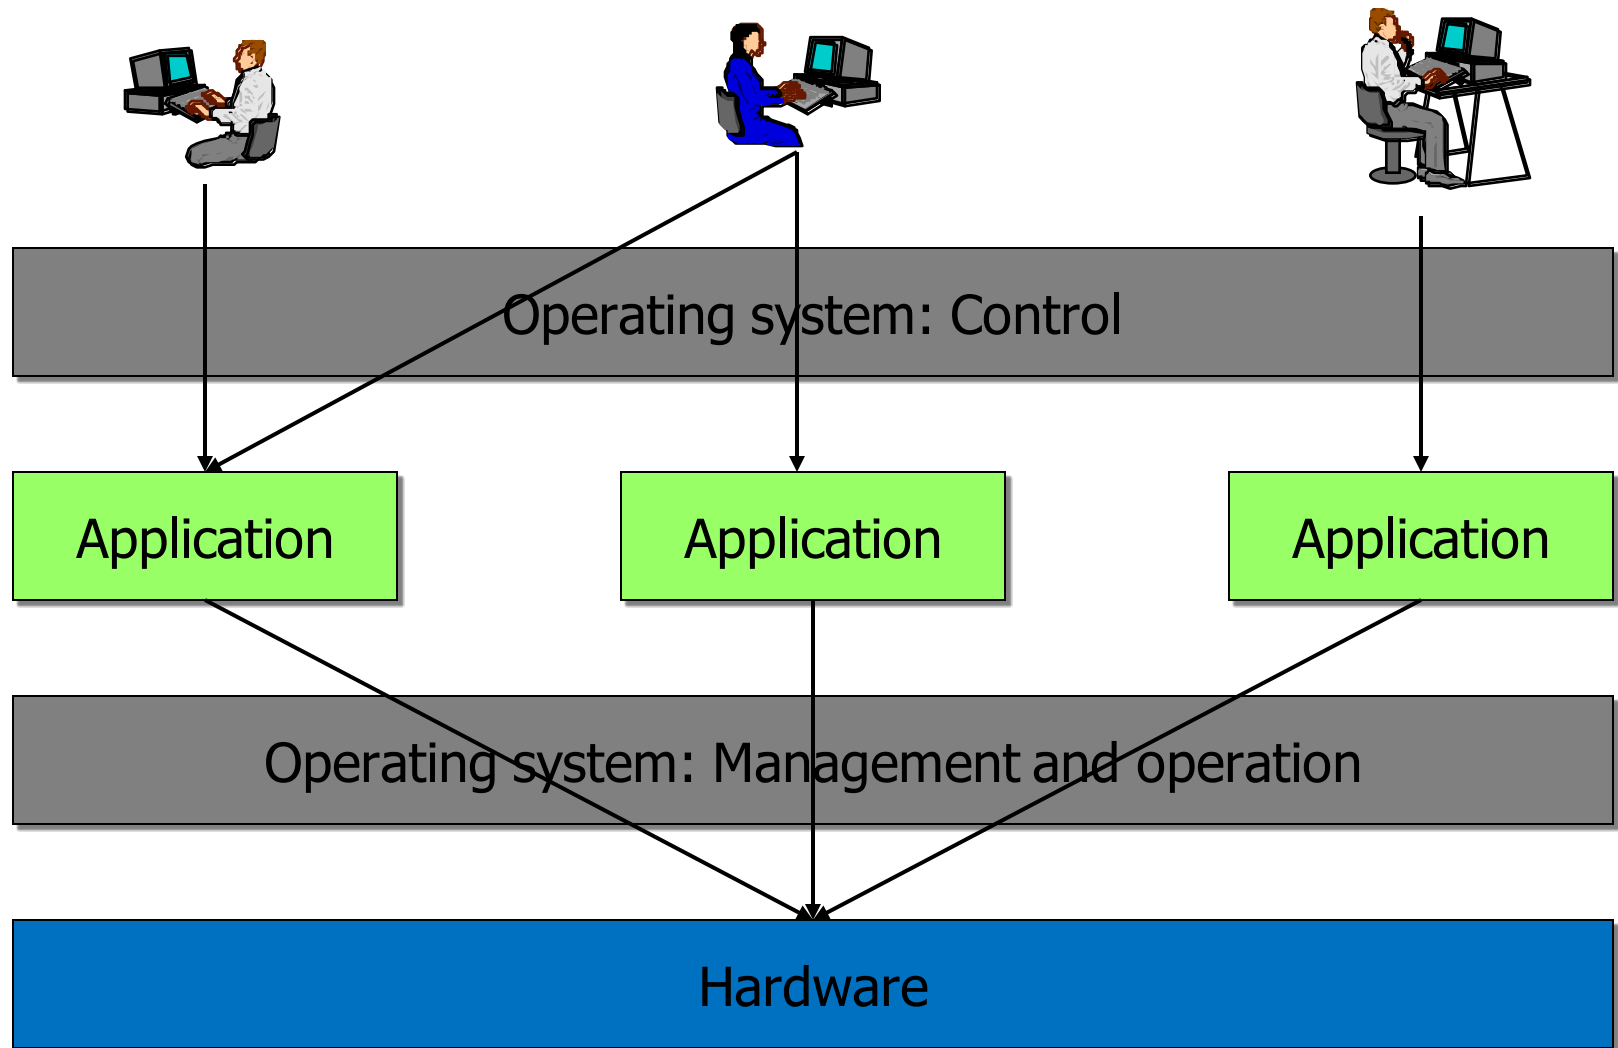 Operating system: Control
Application
Application
Application
Operating system: Management and operation
Hardware